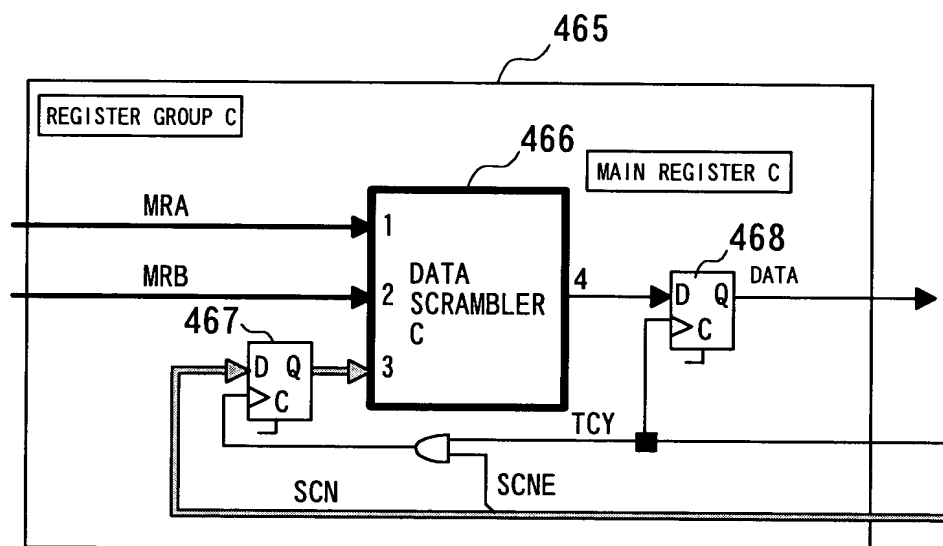 465
REGISTER GROUP C
466
MAIN REGISTER C
MRA
1
468
DATA
MRB
2
DATA
SCRAMBLER
C
4
D Q
C
467
D Q
C
3
TCY
SCN
SCNE